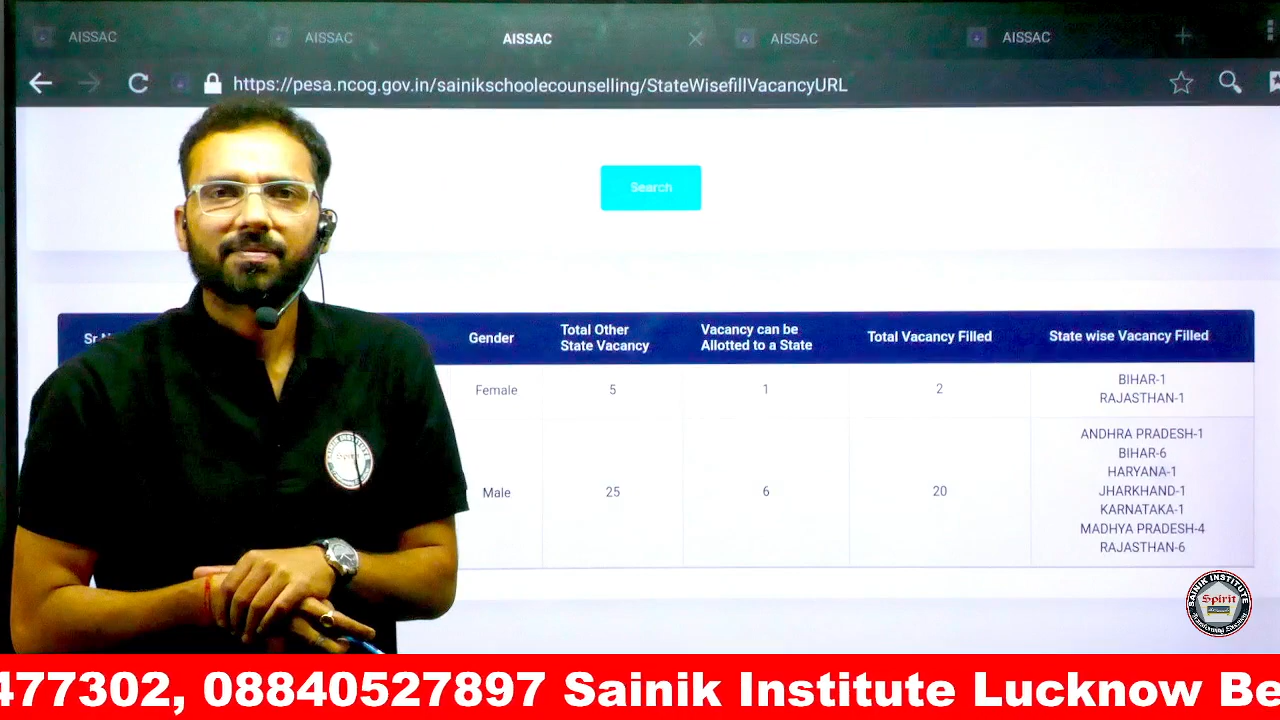 AISSAC AISSAC AISSAC AISSAC AISSAC
https://pesa.ncog.gov.in/sainikschoolecounselling/StateWisefillVacancyURL
Search
Gender
Total Other
State Vacancy
Vacancy can be
Allotted to a State
Total Vacancy Filled
State wise Vacancy Filled
Female 5 1 2
BIHAR-1
RAJASTHAN-1
Male 25 6 20
ANDHRA PRADESH-1
BIHAR-6
HARYANA-1
JHARKHAND-1
KARNATAKA-1
MADHYA PRADESH-4
RAJASTHAN-6
SAINIK INSTITUTE
Spirit
477302, 08840527897 Sainik Institute Lucknow Be